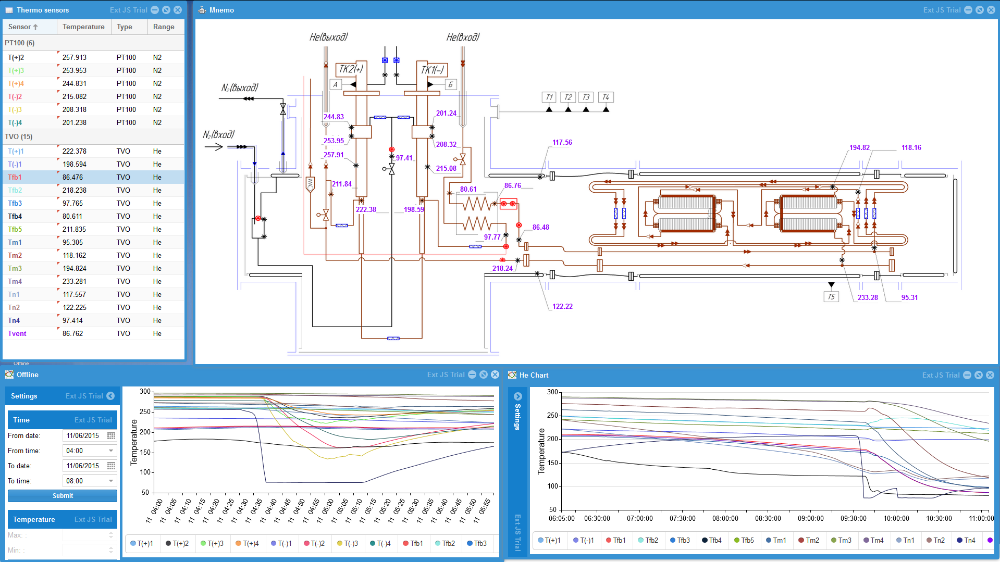 Thermo sensors Ext JS Trial
Sensor Temperature Type Range
PT100 (6)
T(+)2 257.913 PT100 N2
T(+)3 253.953 PT100 N2
T(+)4 244.831 PT100 N2
T(-)2 215.082 PT100 N2
T(-)3 208.318 PT100 N2
T(-)4 201.238 PT100 N2
TVO (15)
T(+)1 222.378 TVO He
T(-)1 198.594 TVO He
Tfb1 86.476 TVO He
Tfb2 218.238 TVO He
Tfb3 97.765 TVO He
Tfb4 80.611 TVO He
Tfb5 211.835 TVO He
Tm1 95.305 TVO He
Tm2 118.162 TVO He
Tm3 194.824 TVO He
Tm4 233.281 TVO He
Tn1 117.557 TVO He
Tn2 122.225 TVO He
Tn4 97.414 TVO He
Tvent 86.762 TVO He
Offline
Mnemo Ext JS Trial
He(выход) He(вход)
ТК2(+) ТК1(–)
А Б
N₂(выход)
T1 T2 T3 T4
244.83 201.24
N₂(вход)
253.95 208.32
117.56
257.91 97.41
194.82 118.16
215.08
211.84 80.61 86.76
222.38 198.59
86.48
97.77
218.24
T5 233.28 95.31
122.22
Offline Ext JS Trial
Settings Ext JS Trial
Time Ext JS Trial
From date: 11/06/2015
From time: 04:00
To date: 11/06/2015
To time: 08:00
Submit
Temperature Ext JS Trial
Max: :
Min: :
Temperature
300
250
200
150
100
50
11 04:00 11 04:05 11 04:10 11 04:15 11 04:20 11 04:25 11 04:30 11 04:35 11 04:40 11 04:45 11 04:50 11 04:55 11 05:00 11 05:05 11 05:10 11 05:15 11 05:20 11 05:25 11 05:30 11 05:35 11 05:40 11 05:45 11 05:50 11 05:55
T(+)1 T(+)2 T(+)3 T(+)4 T(-)1 T(-)2 T(-)3 T(-)4 Tfb1 Tfb2 Tfb3
He Chart Ext JS Trial
Settings
Ext JS Trial
Temperature
300
250
200
150
100
50
06:05:00 06:30:00 07:00:00 07:30:00 08:00:00 08:30:00 09:00:00 09:30:00 10:00:00 10:30:00 11:00:00
T(+)1 T(-)1 Tfb1 Tfb2 Tfb3 Tfb4 Tfb5 Tm1 Tm2 Tm3 Tm4 Tn1 Tn2 Tn4